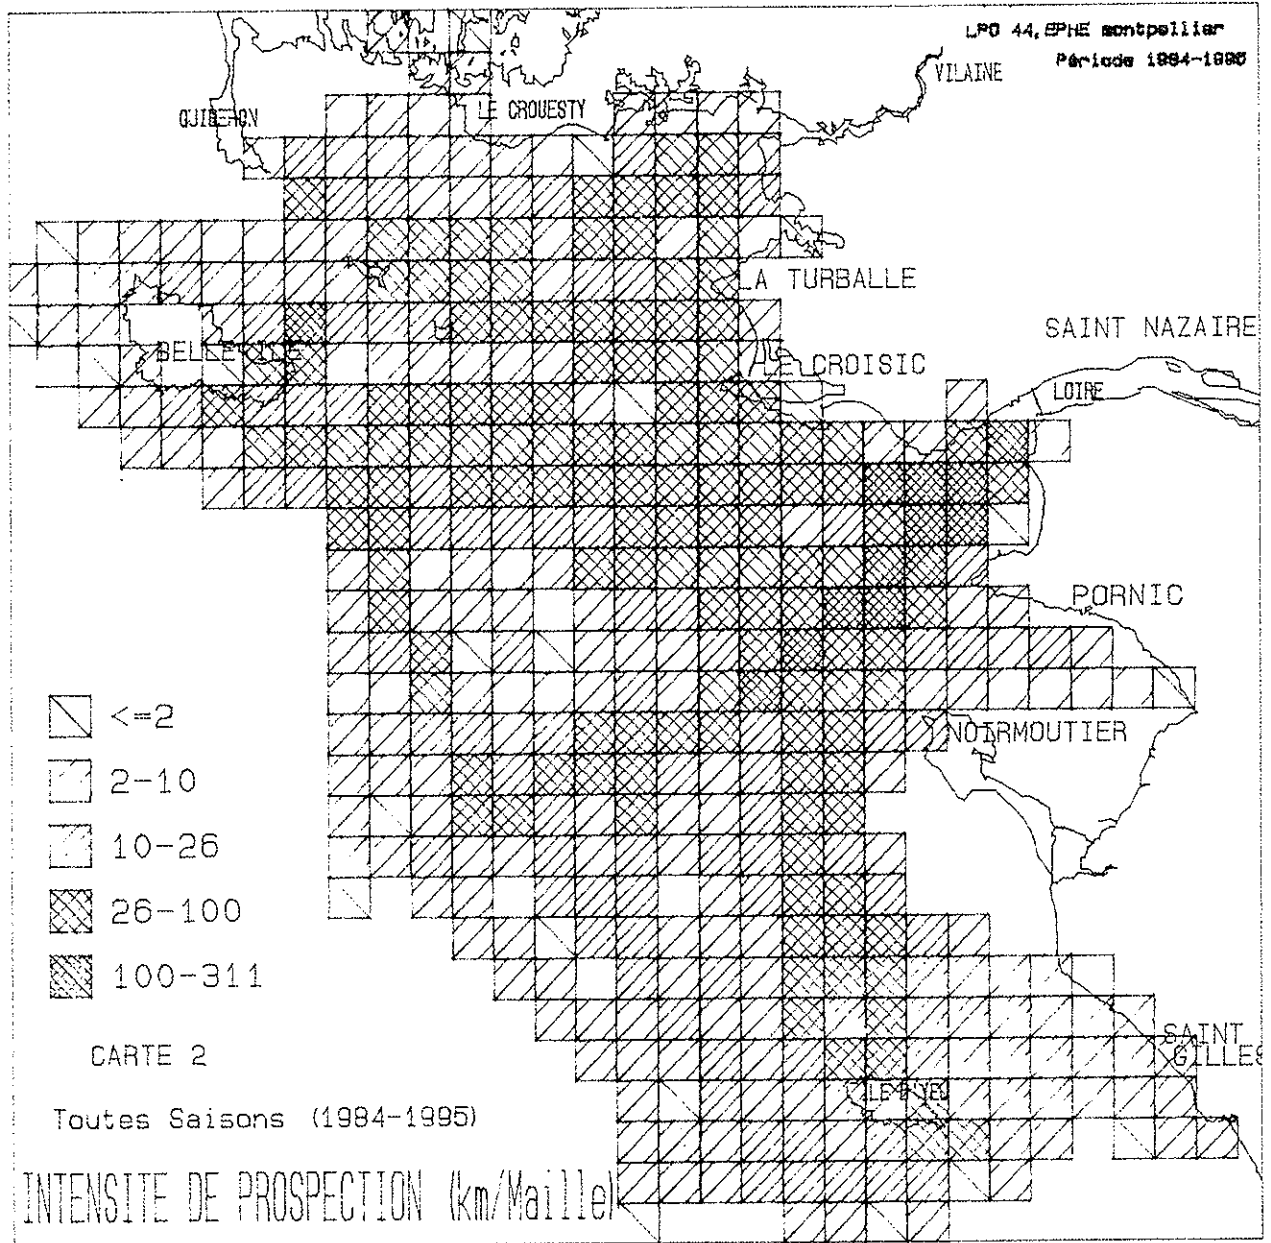 LPO 44, EPHE montpellier
Période 1984-1995
VILAINE
QUIBERON
LE CROUESTY
LA TURBALLE
SAINT NAZAIRE
BELLE ILE
LE CROISIC
LOIRE
PORNIC
NOIRMOUTIER
<=2
2-10
10-26
26-100
100-311
CARTE 2
SAINT
GILLES
ILE D'YEU
Toutes Saisons (1984-1995)
INTENSITE DE PROSPECTION (km/Maille)